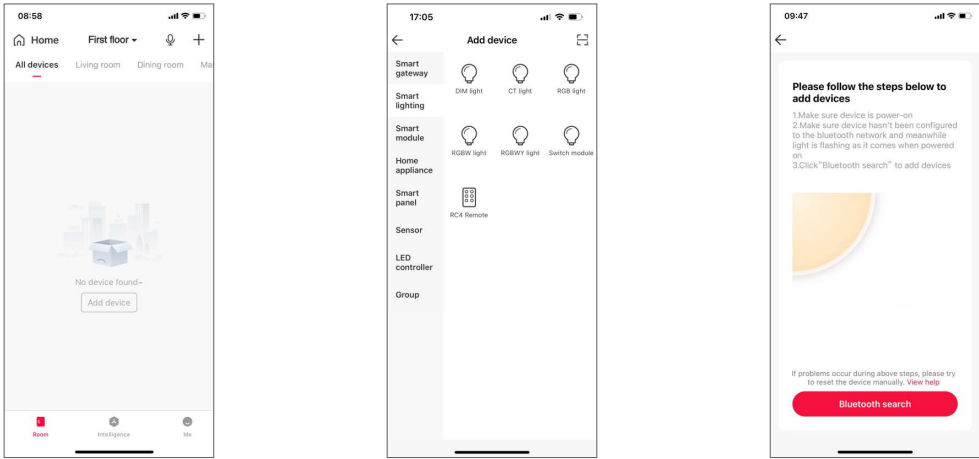 08:58
Home First floor
All devices Living room Dining room Ma
No device found~
Add device
Room Intelligence Me
17:05
Add device
Smart
gateway
Smart
lighting
Smart
module
Home
appliance
Smart
panel
Sensor
LED
controller
Group
DIM light CT light RGB light
RGBW light RGBWY light Switch module
RC4 Remote
09:47
Please follow the steps below to
add devices
1.Make sure device is power-on
2.Make sure device hasn't been configured
to the bluetooth network and meanwhile
light is flashing as it comes when powered
on
3.Click"Bluetooth search" to add devices
If problems occur during above steps, please try
to reset the device manually. View help
Bluetooth search